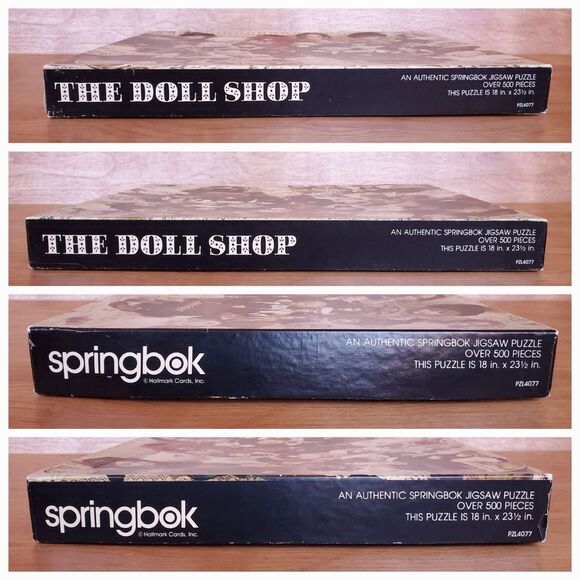 THE DOLL SHOP
AN AUTHENTIC SPRINGBOK JIGSAW PUZZLE
OVER 500 PIECES
THIS PUZZLE IS 18 in. x 23½ in.
PZL4077
THE DOLL SHOP
AN AUTHENTIC SPRINGBOK JIGSAW PUZZLE
OVER 500 PIECES
THIS PUZZLE IS 18 in. x 23½ in.
PZL4077
springbok
© Hallmark Cards, Inc.
AN AUTHENTIC SPRINGBOK JIGSAW PUZZLE
OVER 500 PIECES
THIS PUZZLE IS 18 in. x 23½ in.
PZL4077
springbok
© Hallmark Cards, Inc.
AN AUTHENTIC SPRINGBOK JIGSAW PUZZLE
OVER 500 PIECES
THIS PUZZLE IS 18 in. x 23½ in.
PZL4077